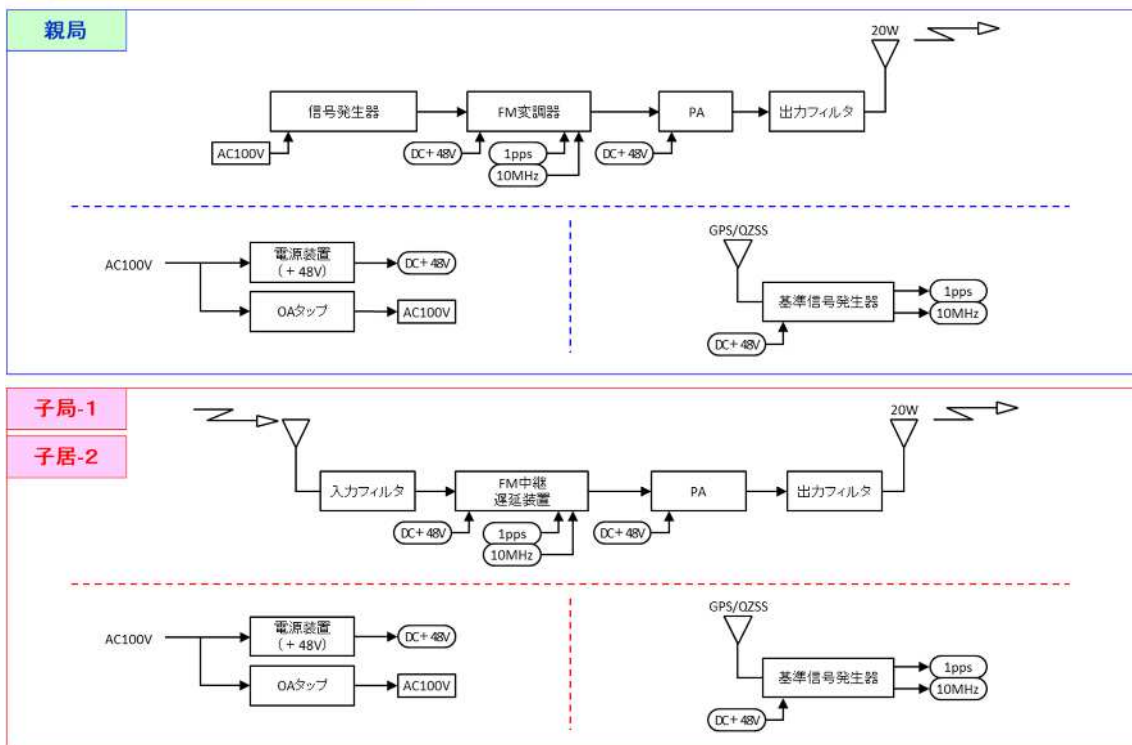 親局
20W
信号発生器
FM変調器
PA
出力フィルタ
AC100V
DC+48V
1pps
10MHz
DC+48V
AC100V
電源装置
(+48V)
DC+48V
OAタップ
AC100V
GPS/QZSS
基準信号発生器
1pps
10MHz
DC+48V
子局-1
子居-2
20W
入力フィルタ
FM中継
遅延装置
PA
出力フィルタ
DC+48V
1pps
10MHz
DC+48V
AC100V
電源装置
(+48V)
DC+48V
OAタップ
AC100V
GPS/QZSS
基準信号発生器
1pps
10MHz
DC+48V